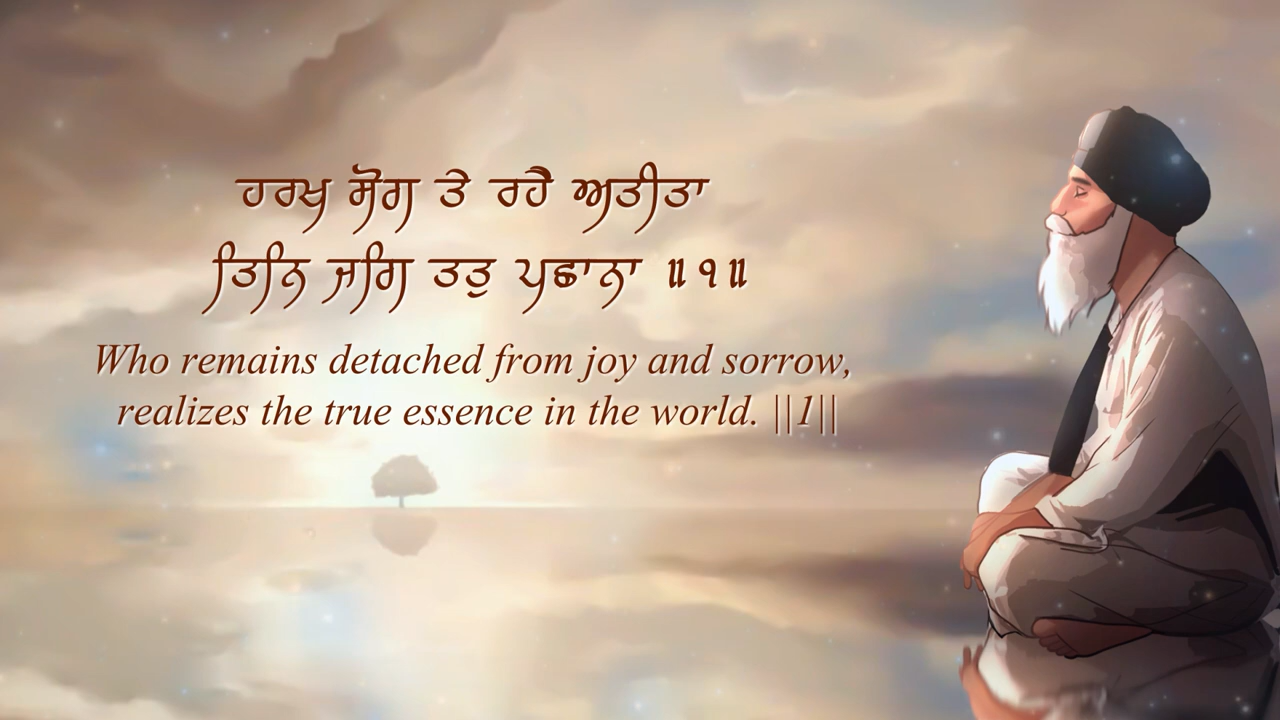 ਹਰਖ ਸੋਗ ਤੇ ਰਹੈ ਅਤੀਤਾ
ਤਿਨਿ ਜਗਿ ਤਤੁ ਪਛਾਨਾ ॥੧॥
Who remains detached from joy and sorrow,
realizes the true essence in the world. ||1||